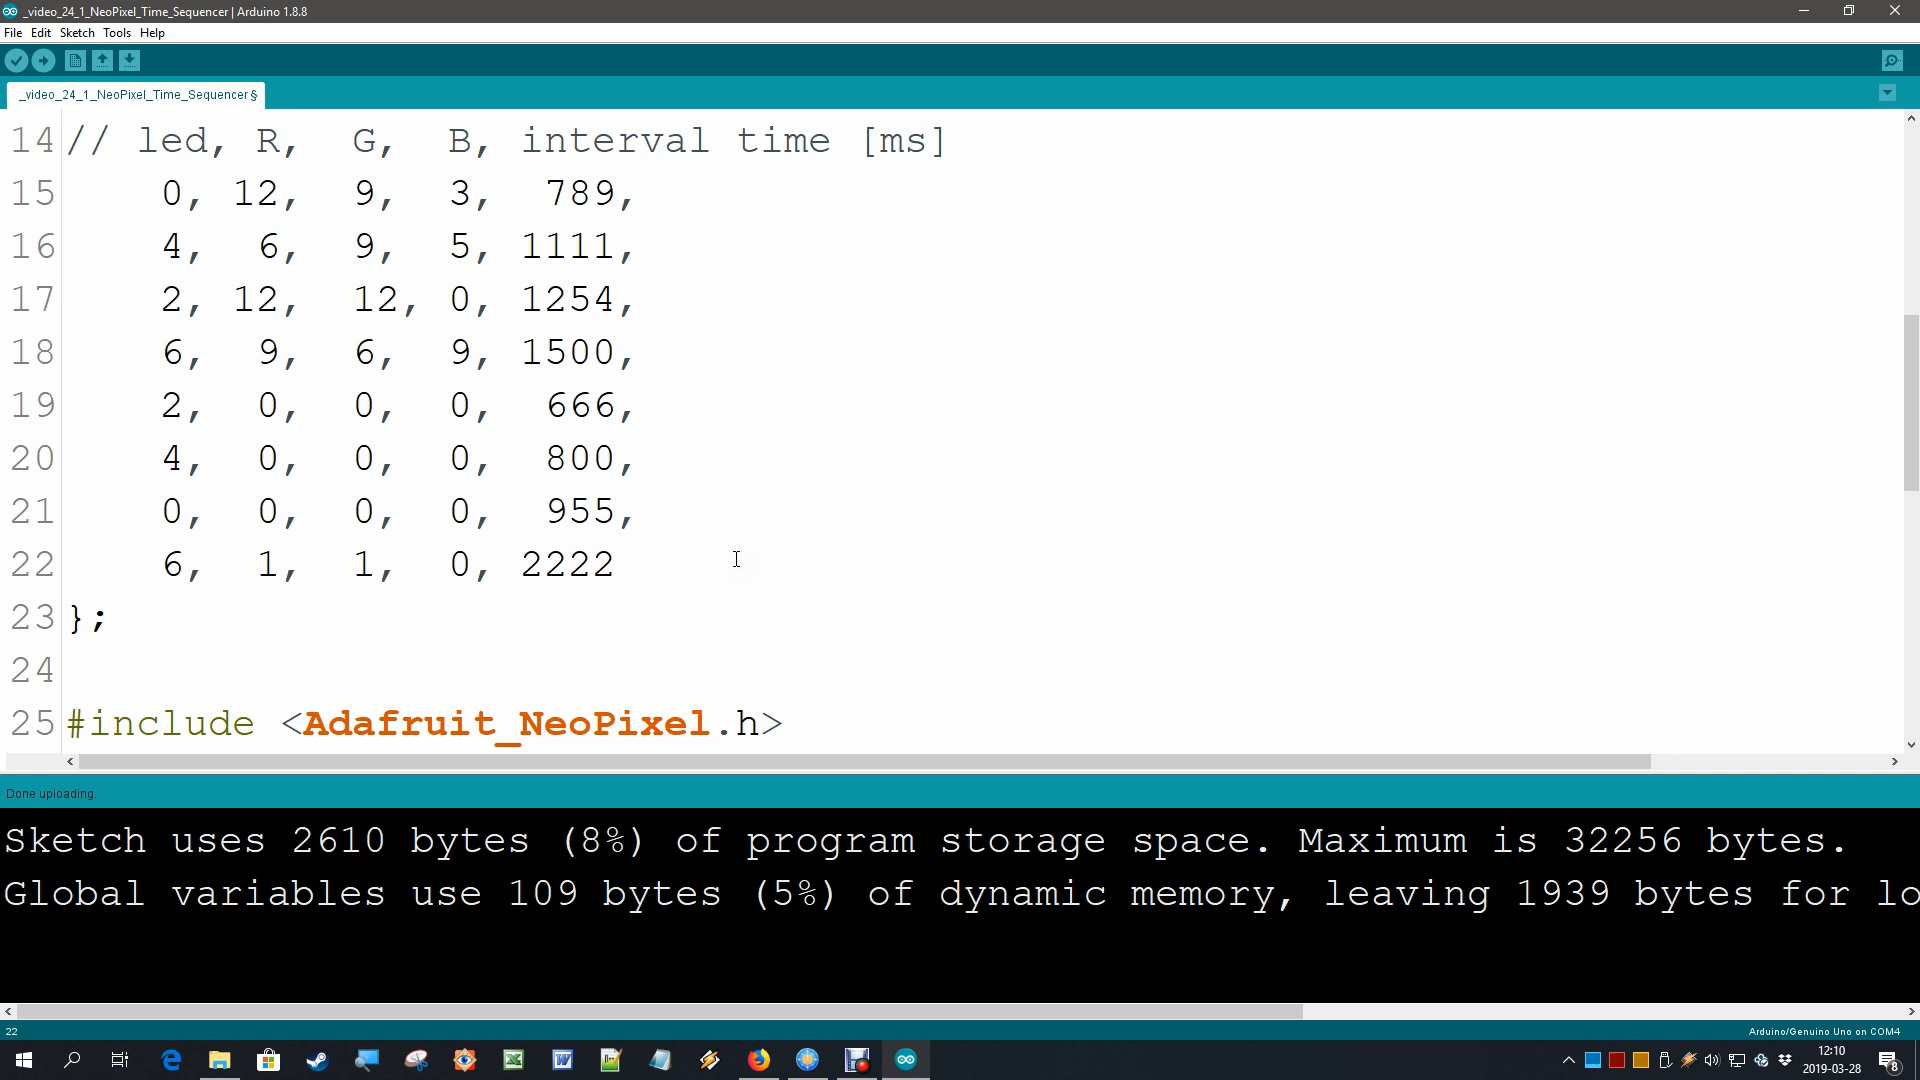 _video_24_1_NeoPixel_Time_Sequencer | Arduino 1.8.8
File Edit Sketch Tools Help
_video_24_1_NeoPixel_Time_Sequencer §
14 // led, R, G, B, interval time [ms]
15 0, 12, 9, 3, 789,
16 4, 6, 9, 5, 1111,
17 2, 12, 12, 0, 1254,
18 6, 9, 6, 9, 1500,
19 2, 0, 0, 0, 666,
20 4, 0, 0, 0, 800,
21 0, 0, 0, 0, 955,
22 6, 1, 1, 0, 2222
23 };
24
25 #include <Adafruit_NeoPixel.h>
Done uploading.
Sketch uses 2610 bytes (8%) of program storage space. Maximum is 32256 bytes.
Global variables use 109 bytes (5%) of dynamic memory, leaving 1939 bytes for lo
22 Arduino/Genuino Uno on COM4
12:10
2019-03-28
8